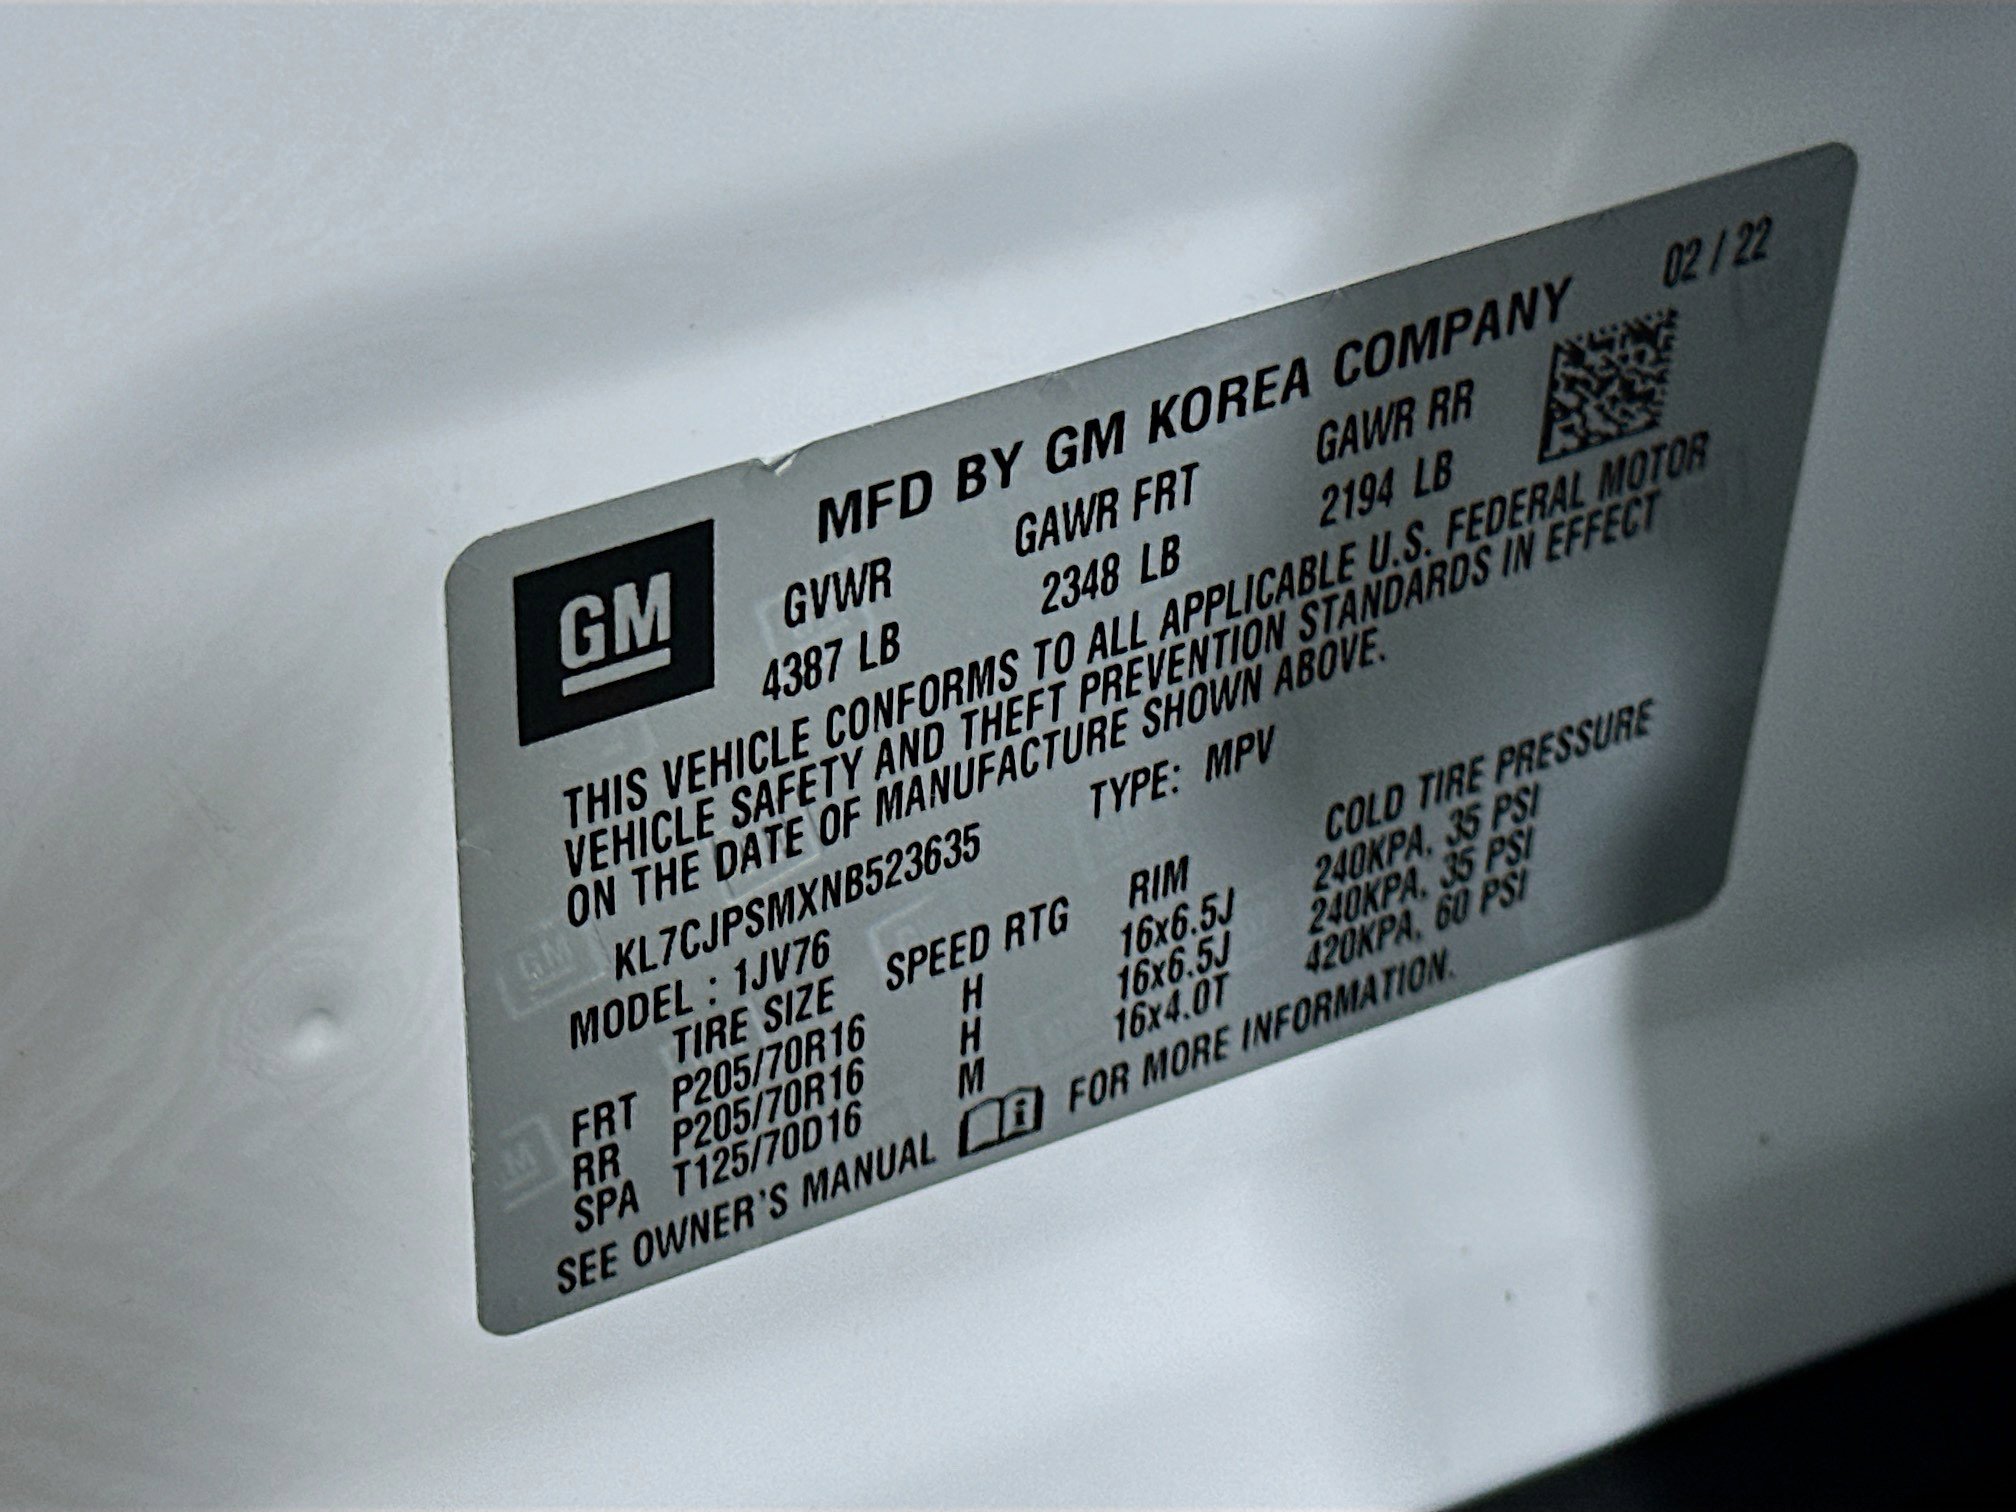 02 / 22
MFD BY GM KOREA COMPANY
GM
GVWR GAWR FRT GAWR RR
4387 LB 2348 LB 2194 LB
THIS VEHICLE CONFORMS TO ALL APPLICABLE U.S. FEDERAL MOTOR
VEHICLE SAFETY AND THEFT PREVENTION STANDARDS IN EFFECT
ON THE DATE OF MANUFACTURE SHOWN ABOVE.
KL7CJPSMXNB523635 TYPE: MPV
MODEL : 1JV76
TIRE SIZE SPEED RTG RIM COLD TIRE PRESSURE
FRT P205/70R16 H 16x6.5J 240KPA, 35 PSI
RR P205/70R16 H 16x6.5J 240KPA, 35 PSI
SPA T125/70D16 M 16x4.0T 420KPA, 60 PSI
SEE OWNER'S MANUAL FOR MORE INFORMATION.